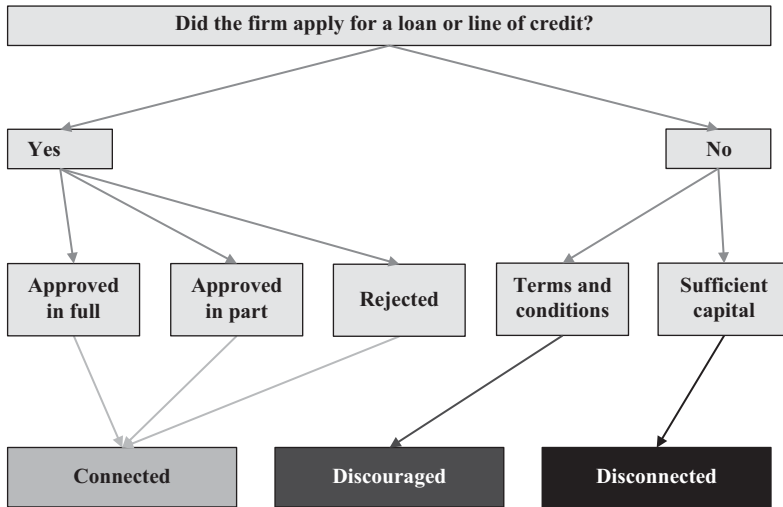 Did the firm apply for a loan or line of credit?
Yes
No
Approved
in full
Approved
in part
Rejected
Terms and
conditions
Sufficient
capital
Connected
Discouraged
Disconnected